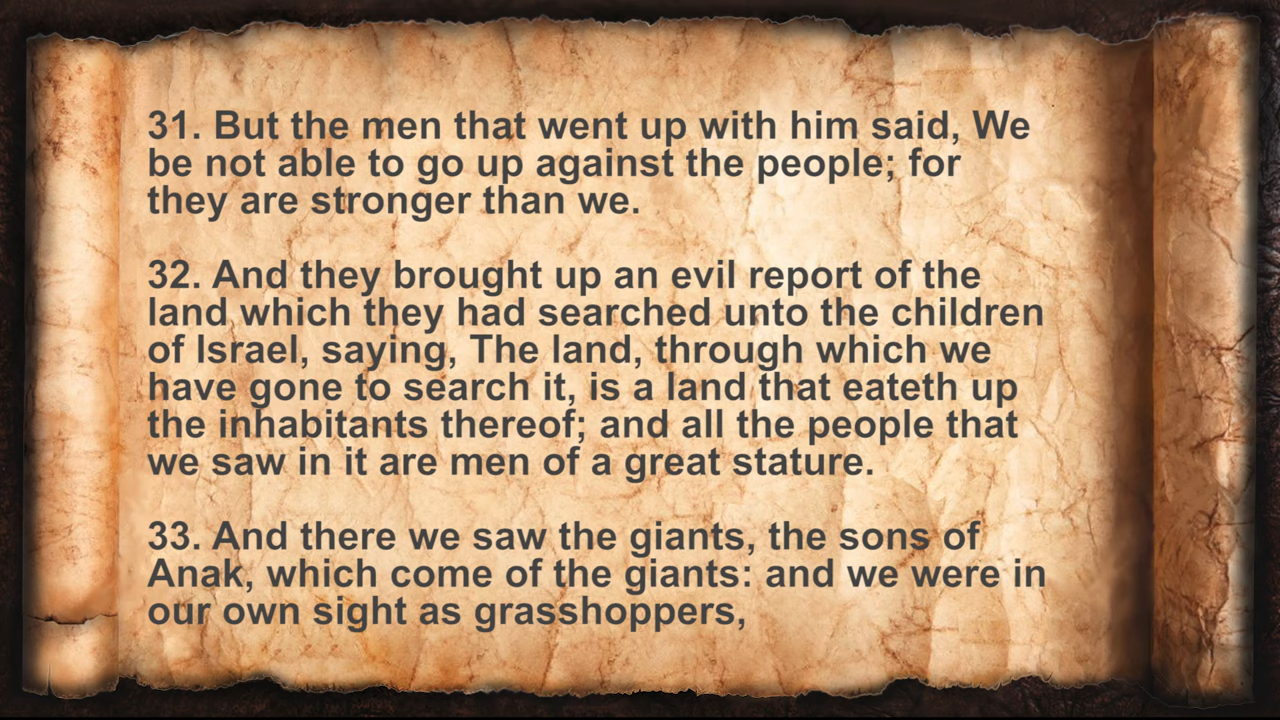 31. But the men that went up with him said, We
be not able to go up against the people; for
they are stronger than we.
32. And they brought up an evil report of the
land which they had searched unto the children
of Israel, saying, The land, through which we
have gone to search it, is a land that eateth up
the inhabitants thereof; and all the people that
we saw in it are men of a great stature.
33. And there we saw the giants, the sons of
Anak, which come of the giants: and we were in
our own sight as grasshoppers,